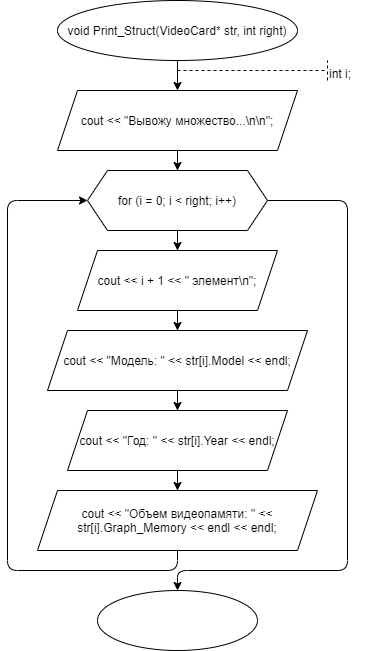 void Print_Struct(VideoCard* str, int right)
int i;
cout << "Вывожу множество...\n\n";
for (i = 0; i < right; i++)
cout << i + 1 << " элемент\n";
cout << "Модель: " << str[i].Model << endl;
cout << "Год: " << str[i].Year << endl;
cout << "Объем видеопамяти: " <<
str[i].Graph_Memory << endl << endl;